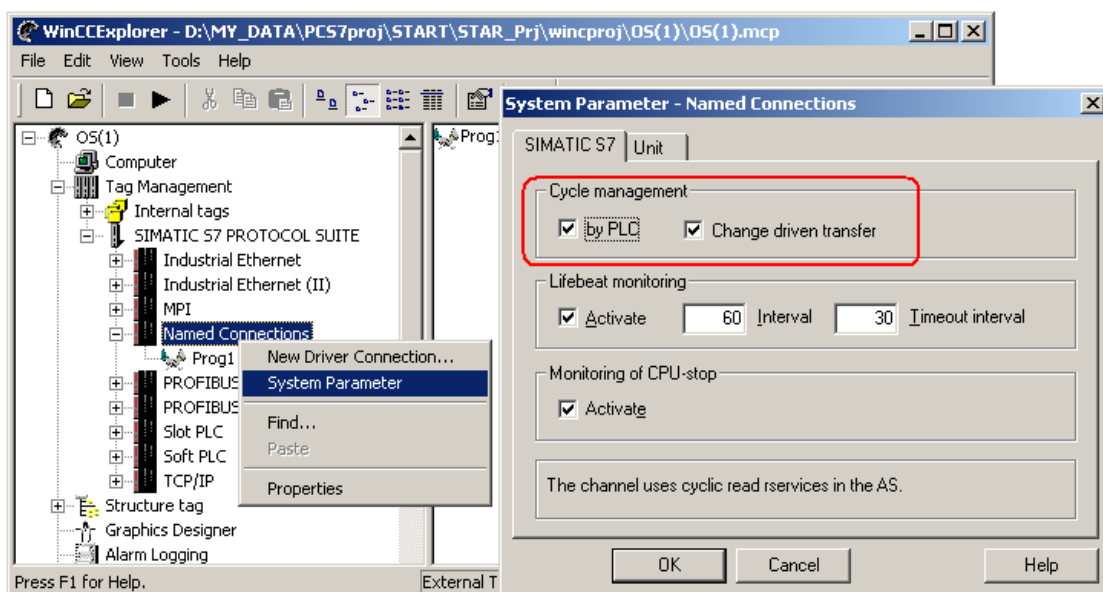 WinCCExplorer - D:\MY_DATA\PCS7proj\START\STAR_Prj\wincproj\OS(1)\OS(1).mcp
File Edit View Tools Help
OS(1)
Computer
Tag Management
Internal tags
SIMATIC S7 PROTOCOL SUITE
Industrial Ethernet
Industrial Ethernet (II)
MPI
Named Connections
Prog1
PROFIBUS
PROFIBUS
Slot PLC
Soft PLC
TCP/IP
Structure tag
Graphics Designer
Alarm Logging
Prog1
New Driver Connection...
System Parameter
Find...
Paste
Properties
Press F1 for Help.
External T
System Parameter - Named Connections
SIMATIC S7 Unit
Cycle management
by PLC Change driven transfer
Lifebeat monitoring
Activate 60 Interval 30 Timeout interval
Monitoring of CPU-stop
Activate
The channel uses cyclic read rservices in the AS.
OK Cancel Help